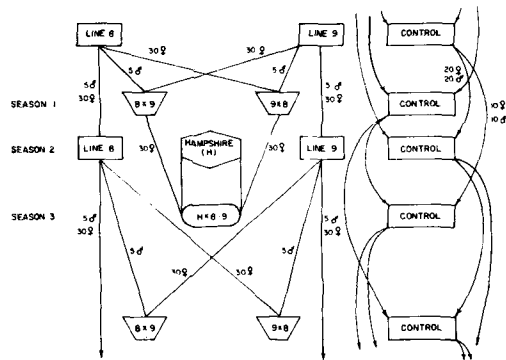 LINE 8 LINE 9 CONTROL
30♀ 30♀
5♂ 5♂ 5♂ 5♂
30♀ 30♀
20♀
20♂
SEASON 1 8×9 9×8 CONTROL
10♀
10♂
SEASON 2 LINE 8 30♀ HAMPSHIRE 30♀ LINE 9 CONTROL
(H)
SEASON 3 H×8·9 CONTROL
5♂ 5♂
30♀ 30♀
5♂ 30♀ 30♀ 5♂
8×9 9×8 CONTROL